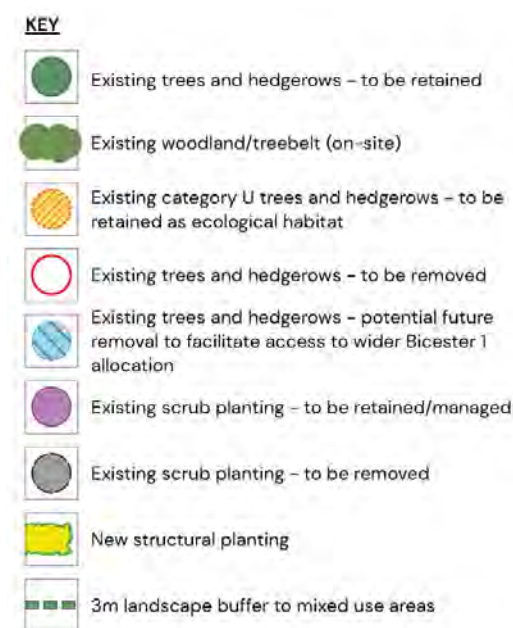 KEY
Existing trees and hedgerows – to be retained
Existing woodland/treebelt (on-site)
Existing category U trees and hedgerows – to be
retained as ecological habitat
Existing trees and hedgerows – to be removed
Existing trees and hedgerows – potential future
removal to facilitate access to wider Bicester 1
allocation
Existing scrub planting – to be retained/managed
Existing scrub planting – to be removed
New structural planting
3m landscape buffer to mixed use areas